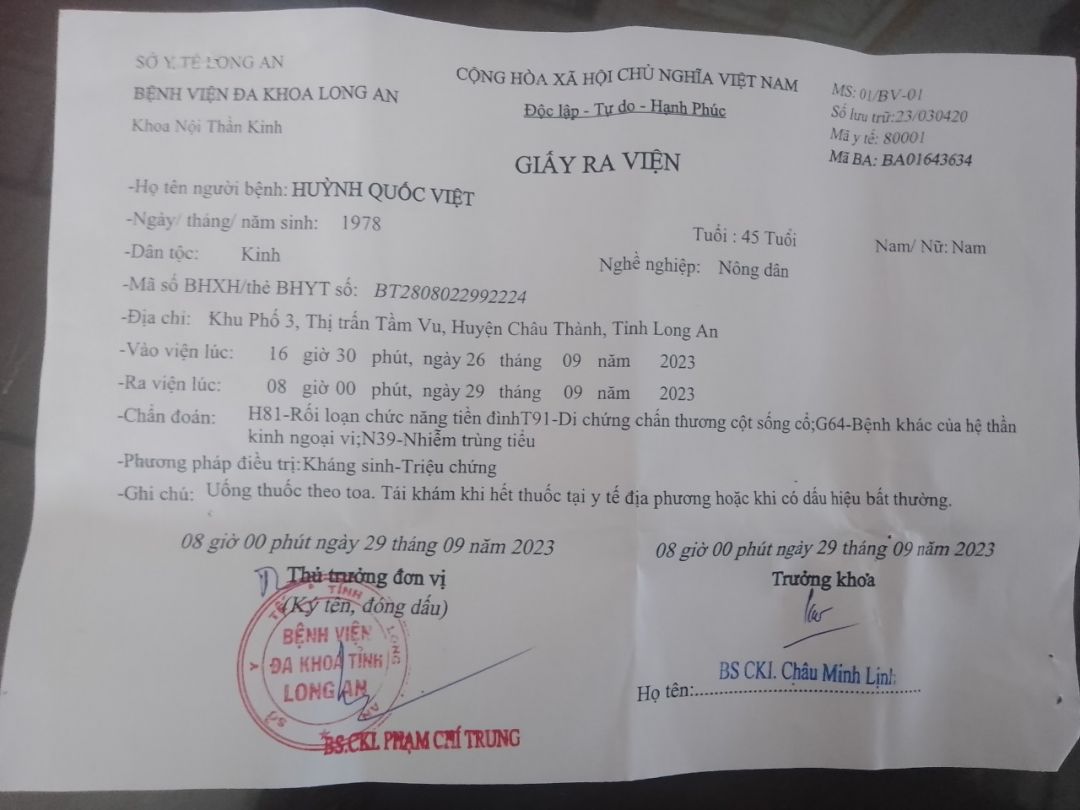 SỞ Y TẾ LONG AN
BỆNH VIỆN ĐA KHOA LONG AN
Khoa Nội Thần Kinh
CỘNG HÒA XÃ HỘI CHỦ NGHĨA VIỆT NAM
Độc lập - Tự do - Hạnh Phúc
MS: 01/BV-01
Số lưu trữ:23/030420
Mã y tế: 80001
Mã BA: BA01643634
GIẤY RA VIỆN
-Họ tên người bệnh: HUỲNH QUỐC VIỆT
-Ngày/ tháng/ năm sinh: 1978 Tuổi : 45 Tuổi Nam/ Nữ: Nam
-Dân tộc: Kinh Nghề nghiệp: Nông dân
-Mã số BHXH/thẻ BHYT số: BT2808022992224
-Địa chỉ: Khu Phố 3, Thị trấn Tầm Vu, Huyện Châu Thành, Tỉnh Long An
-Vào viện lúc: 16 giờ 30 phút, ngày 26 tháng 09 năm 2023
-Ra viện lúc: 08 giờ 00 phút, ngày 29 tháng 09 năm 2023
-Chẩn đoán: H81-Rối loạn chức năng tiền đìnhT91-Di chứng chấn thương cột sống cổ;G64-Bệnh khác của hệ thần
kinh ngoại vi;N39-Nhiễm trùng tiểu
-Phương pháp điều trị:Kháng sinh-Triệu chứng
-Ghi chú: Uống thuốc theo toa. Tái khám khi hết thuốc tại y tế địa phương hoặc khi có dấu hiệu bất thường.
08 giờ 00 phút ngày 29 tháng 09 năm 2023
Thủ trưởng đơn vị
(Ký tên, đóng dấu)
SỞ Y TẾ TỈNH LONG AN
BỆNH VIỆN
ĐA KHOA TỈNH
LONG AN
BS.CKI. PHẠM CHÍ TRUNG
08 giờ 00 phút ngày 29 tháng 09 năm 2023
Trưởng khoa
BS CKI. Châu Minh Linh
Họ tên: